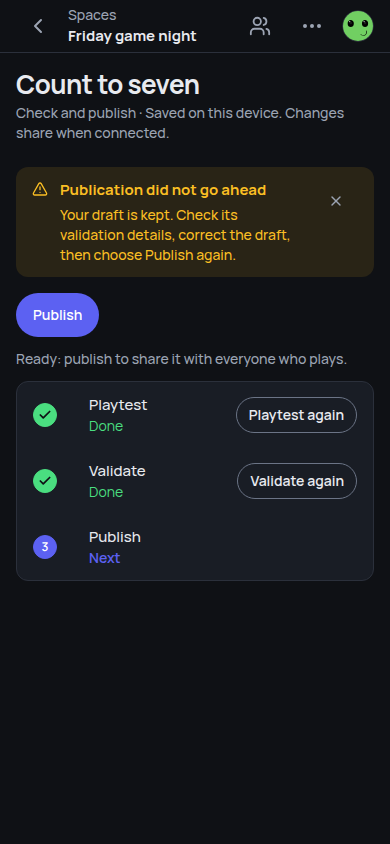 Spaces
Friday game night
Count to seven
Check and publish · Saved on this device. Changes
share when connected.
Publication did not go ahead
Your draft is kept. Check its
validation details, correct the draft,
then choose Publish again.
Publish
Ready: publish to share it with everyone who plays.
Playtest
Done
Playtest again
Validate
Done
Validate again
3
Publish
Next